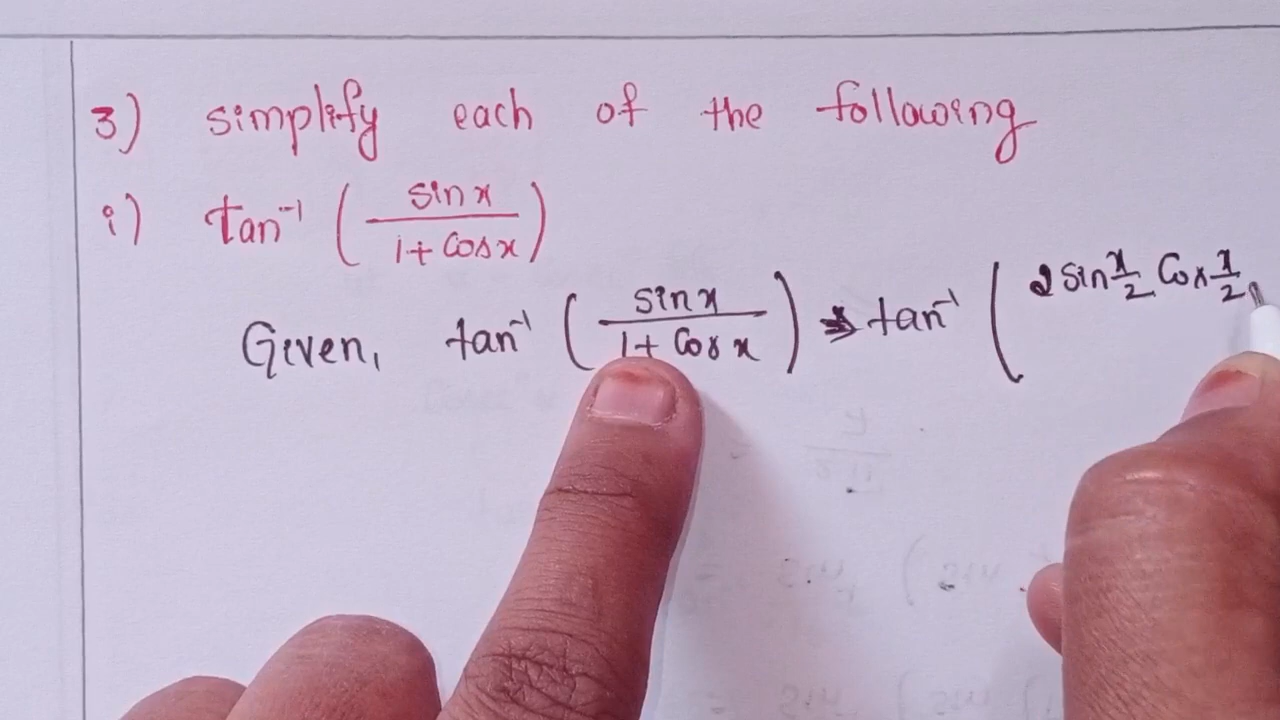 3) simplify each of the following
i) tan⁻¹ ( sin x / 1 + Cos x )
Given, tan⁻¹ ( sin x / 1 + Cos x ) tan⁻¹ ( 2 sin x/2 Cos x/2